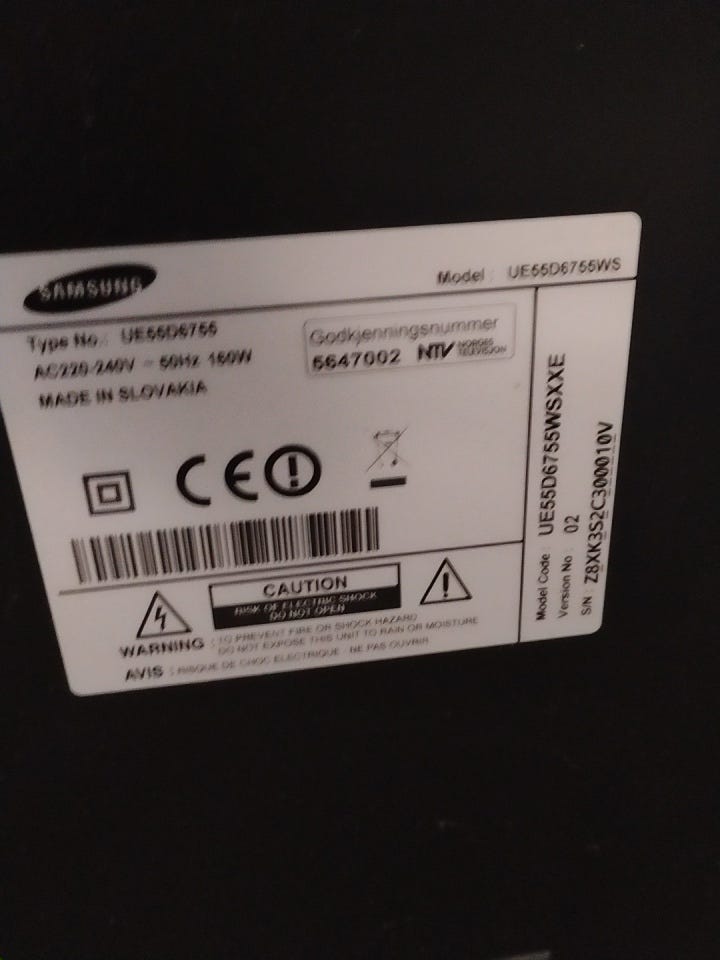 SAMSUNG
Model : UE55D6755WS
Type No. : UE55D6755
AC220-240V ~ 50Hz 150W
MADE IN SLOVAKIA
Godkjenningsnummer
5647002 NTV NORGES TELEVISJON
CE
CAUTION
RISK OF ELECTRIC SHOCK
DO NOT OPEN
WARNING : TO PREVENT FIRE OR SHOCK HAZARD
DO NOT EXPOSE THIS UNIT TO RAIN OR MOISTURE
AVIS : RISQUE DE CHOC ELECTRIQUE - NE PAS OUVRIR
Model Code : UE55D6755WSXXE
Version No : 02
S/N : Z8XK3S2C300010V